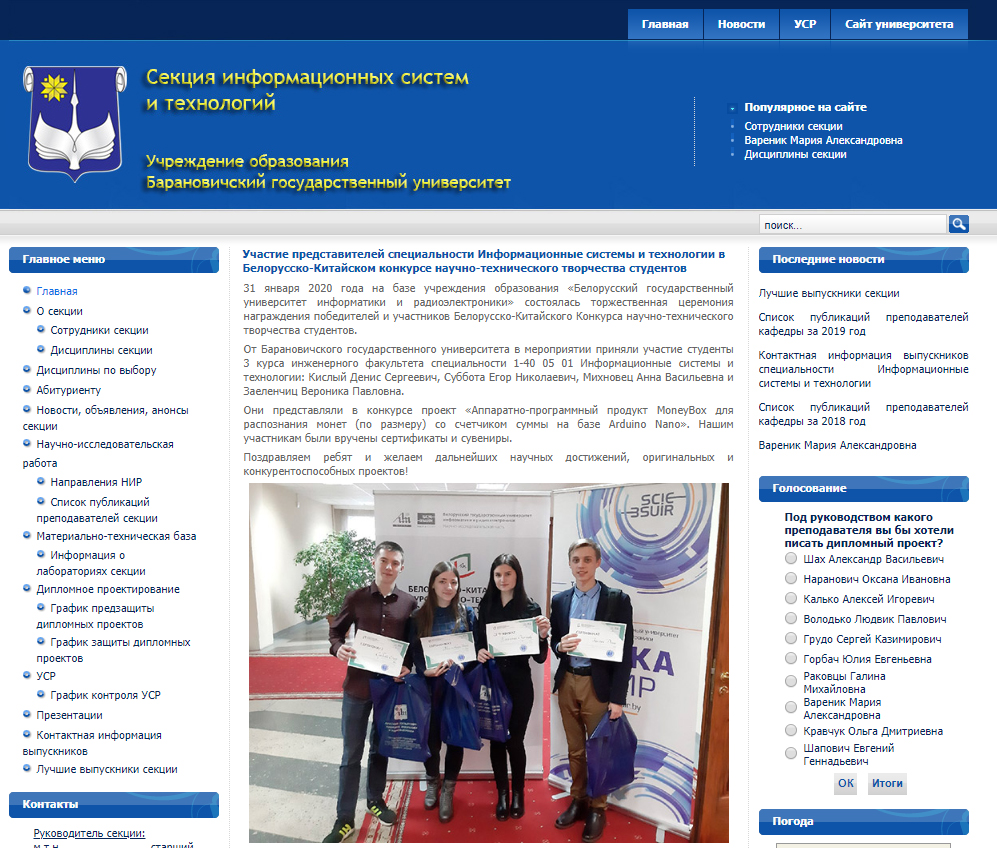 Главная Новости УСР Сайт университета
Секция информационных систем
и технологий
Учреждение образования
Барановичский государственный университет
Популярное на сайте
Сотрудники секции
Вареник Мария Александровна
Дисциплины секции
поиск...
Главное меню
Главная
О секции
Сотрудники секции
Дисциплины секции
Дисциплины по выбору
Абитуриенту
Новости, объявления, анонсы
секции
Научно-исследовательская
работа
Направления НИР
Список публикаций
преподавателей секции
Материально-техническая база
Информация о
лабораториях секции
Дипломное проектирование
График предзащиты
дипломных проектов
График защиты дипломных
проектов
УСР
График контроля УСР
Презентации
Контактная информация
выпускников
Лучшие выпускники секции
Контакты
Руководитель секции:
м.т.н., старший
Участие представителей специальности Информационные системы и технологии в
Белорусско-Китайском конкурсе научно-технического творчества студентов
31 января 2020 года на базе учреждения образования «Белорусский государственный
университет информатики и радиоэлектроники» состоялась торжественная церемония
награждения победителей и участников Белорусско-Китайского Конкурса научно-технического
творчества студентов.
От Барановичского государственного университета в мероприятии приняли участие студенты
3 курса инженерного факультета специальности 1-40 05 01 Информационные системы и
технологии: Кислый Денис Сергеевич, Суббота Егор Николаевич, Михновец Анна Васильевна и
Заеленчиц Вероника Павловна.
Они представляли в конкурсе проект «Аппаратно-программный продукт MoneyBox для
распознания монет (по размеру) со счетчиком суммы на базе Arduino Nano». Нашим
участникам были вручены сертификаты и сувениры.
Поздравляем ребят и желаем дальнейших научных достижений, оригинальных и
конкурентоспособных проектов!
SCIE
BSUIR
Последние новости
Лучшие выпускники секции
Список публикаций преподавателей
кафедры за 2019 год
Контактная информация выпускников
специальности Информационные
системы и технологии
Список публикаций преподавателей
кафедры за 2018 год
Вареник Мария Александровна
Голосование
Под руководством какого
преподавателя вы бы хотели
писать дипломный проект?
Шах Александр Васильевич
Наранович Оксана Ивановна
Калько Алексей Игоревич
Володько Людвик Павлович
Грудо Сергей Казимирович
Горбач Юлия Евгеньевна
Раковцы Галина
Михайловна
Вареник Мария
Александровна
Кравчук Ольга Дмитриевна
Шапович Евгений
Геннадьевич
ОК Итоги
Погода